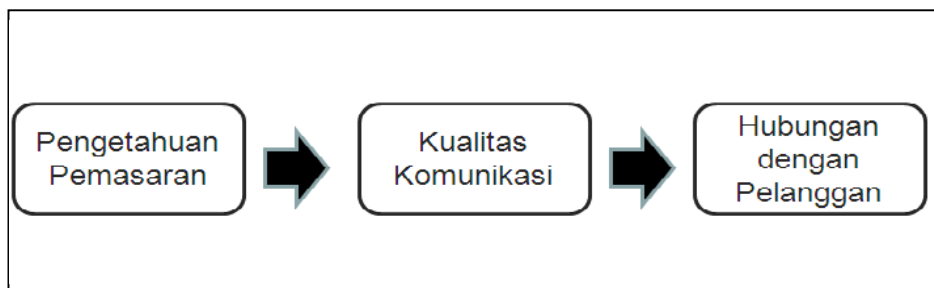 Pengetahuan
Pemasaran
Kualitas
Komunikasi
Hubungan
dengan
Pelanggan